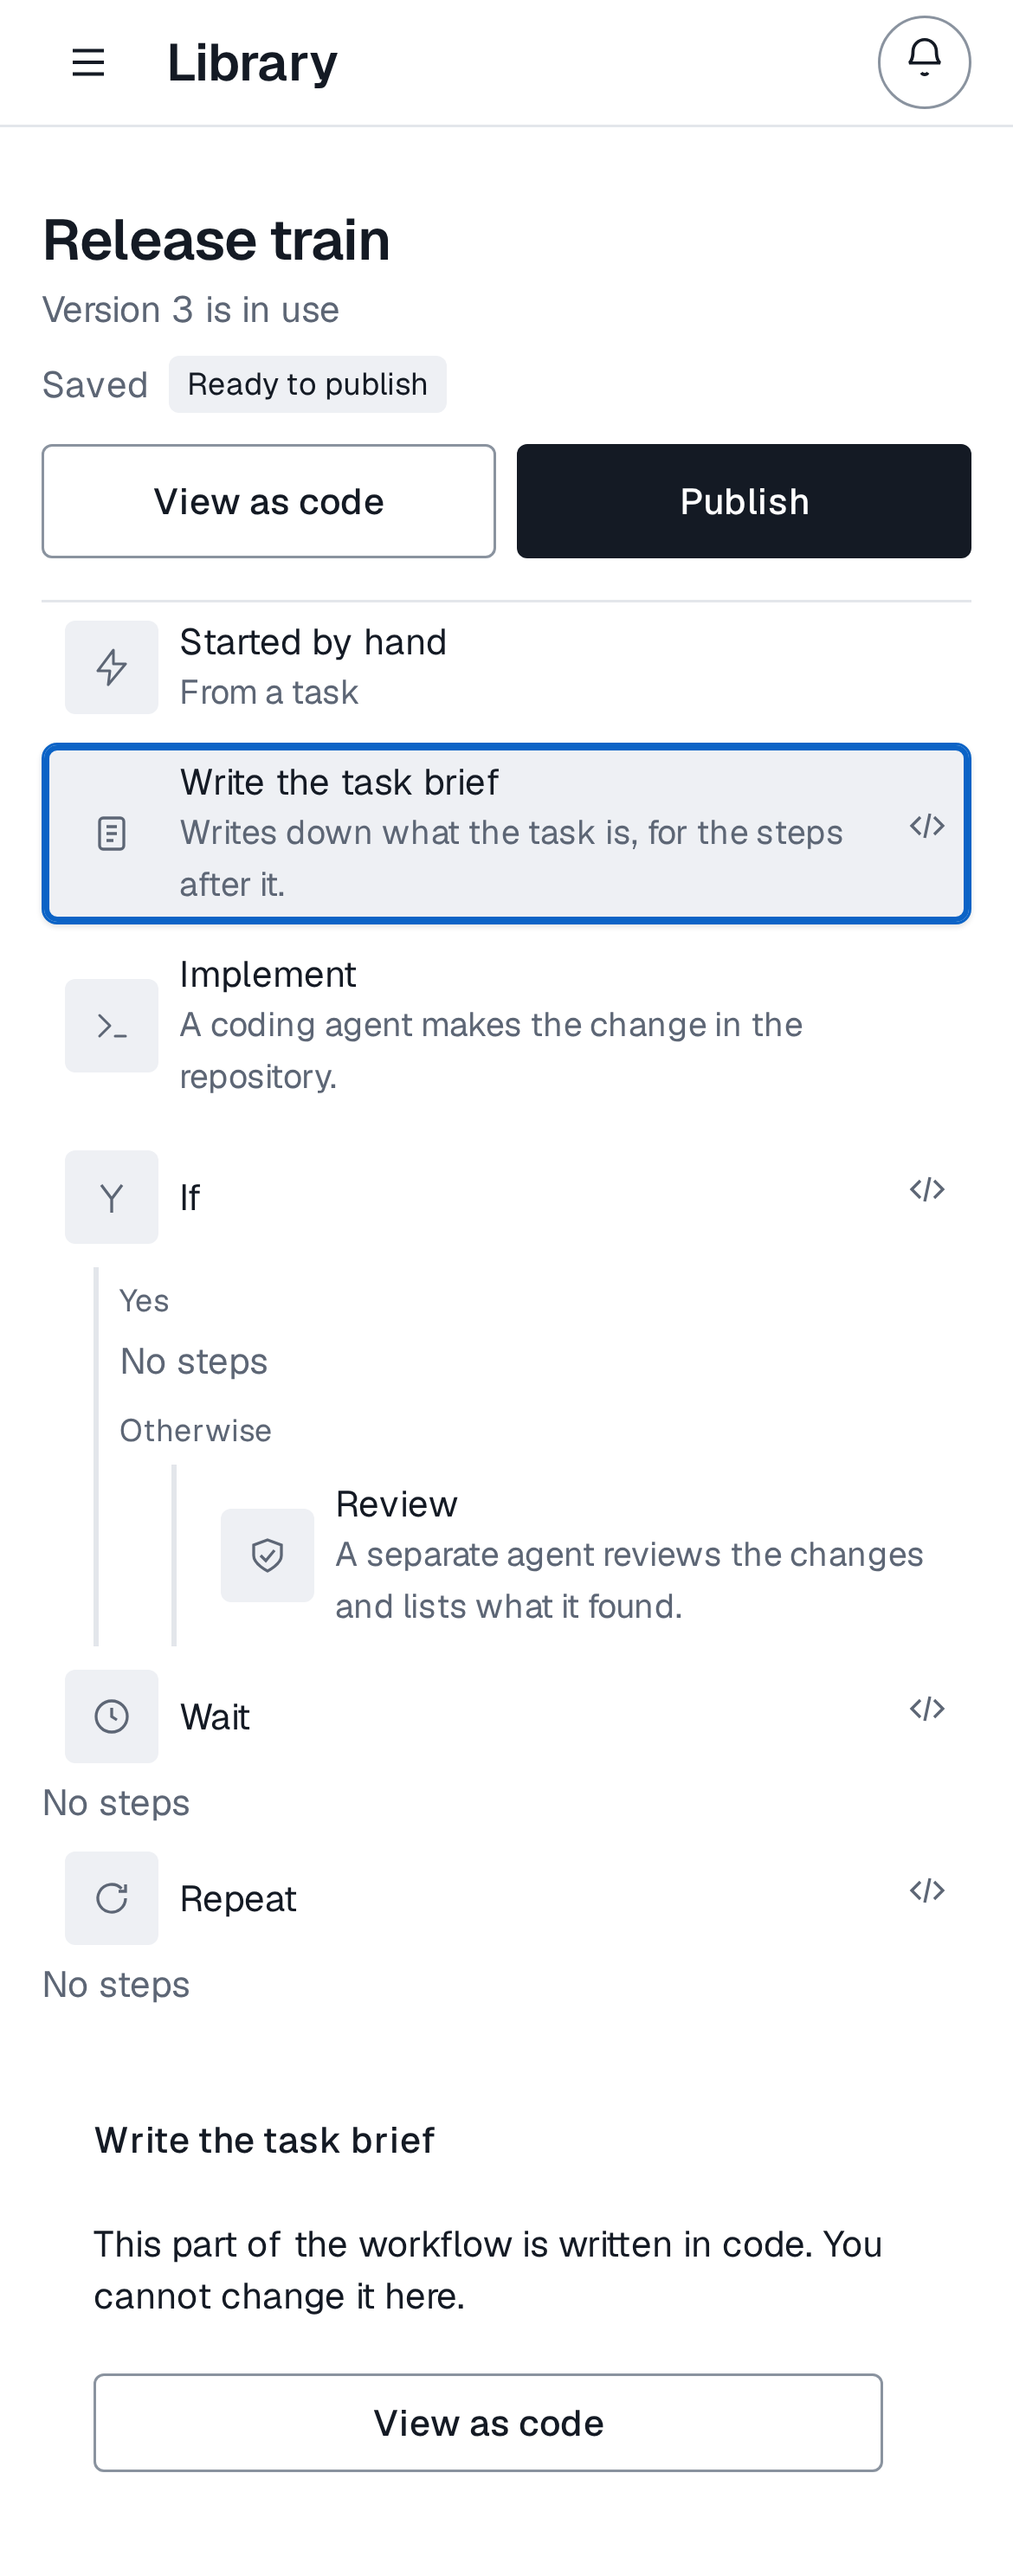 Library
Release train
Version 3 is in use
Saved
Ready to publish
View as code
Publish
Started by hand
From a task
Write the task brief
Writes down what the task is, for the steps
after it.
Implement
A coding agent makes the change in the
repository.
If
Yes
No steps
Otherwise
Review
A separate agent reviews the changes
and lists what it found.
Wait
No steps
Repeat
No steps
Write the task brief
This part of the workflow is written in code. You
cannot change it here.
View as code